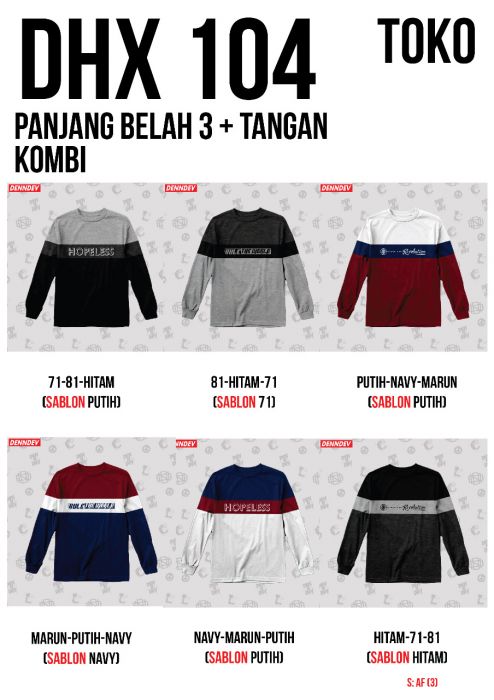 DHX 104
TOKO
PANJANG BELAH 3 + TANGAN
KOMBI
DENNDEV
DENNDEV
DENNDEV
HOPELESS
Revolution
71-81-HITAM
(SABLON PUTIH)
81-HITAM-71
(SABLON 71)
PUTIH-NAVY-MARUN
(SABLON PUTIH)
DENNDEV
DENNDEV
DENNDEV
HOPELESS
Revolution
MARUN-PUTIH-NAVY
(SABLON NAVY)
NAVY-MARUN-PUTIH
(SABLON PUTIH)
HITAM-71-81
(SABLON HITAM)
S: AF (3)